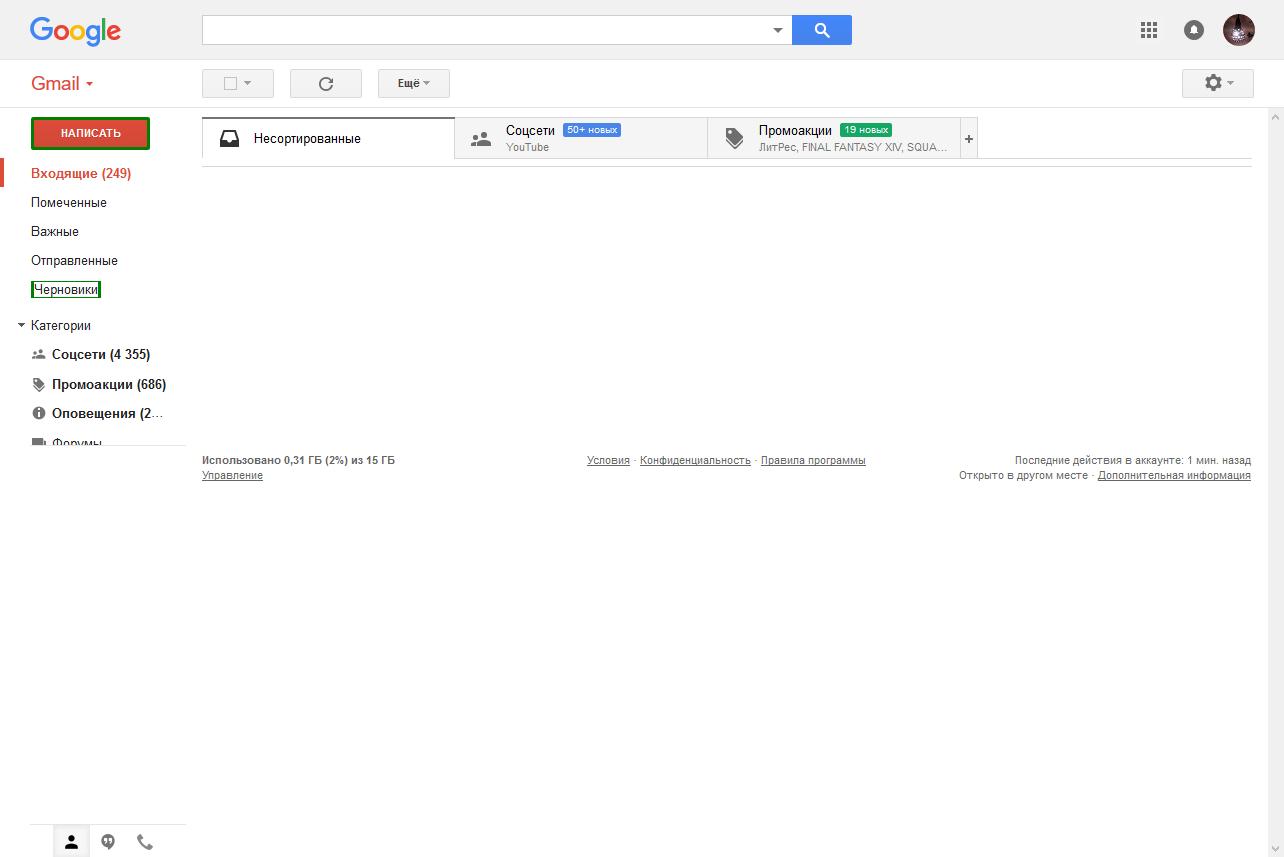 Google
Gmail
Ещё
НАПИСАТЬ
Входящие (249)
Помеченные
Важные
Отправленные
Черновики
Категории
Соцсети (4 355)
Промоакции (686)
Оповещения (2…
Форумы
Несортированные
Соцсети 50+ новых
YouTube
Промоакции 19 новых
ЛитРес, FINAL FANTASY XIV, SQUA…
+
Использовано 0,31 ГБ (2%) из 15 ГБ
Управление
Условия · Конфиденциальность · Правила программы
Последние действия в аккаунте: 1 мин. назад
Открыто в другом месте · Дополнительная информация